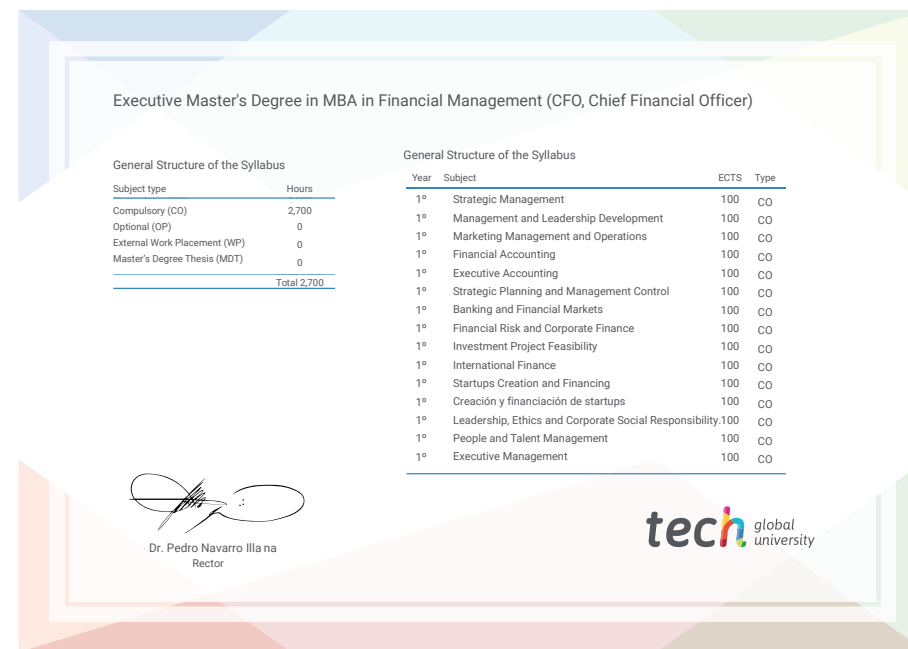 Executive Master's Degree in MBA in Financial Management (CFO, Chief Financial Officer)
General Structure of the Syllabus
Subject type Hours
Compulsory (CO) 2,700
Optional (OP) 0
External Work Placement (WP) 0
Master's Degree Thesis (MDT) 0
Total 2,700
General Structure of the Syllabus
Year Subject ECTS Type
1º Strategic Management 100 CO
1º Management and Leadership Development 100 CO
1º Marketing Management and Operations 100 CO
1º Financial Accounting 100 CO
1º Executive Accounting 100 CO
1º Strategic Planning and Management Control 100 CO
1º Banking and Financial Markets 100 CO
1º Financial Risk and Corporate Finance 100 CO
1º Investment Project Feasibility 100 CO
1º International Finance 100 CO
1º Startups Creation and Financing 100 CO
1º Creación y financiación de startups 100 CO
1º Leadership, Ethics and Corporate Social Responsibility.100 CO
1º People and Talent Management 100 CO
1º Executive Management 100 CO
Dr. Pedro Navarro Illa na
Rector
tech global
university